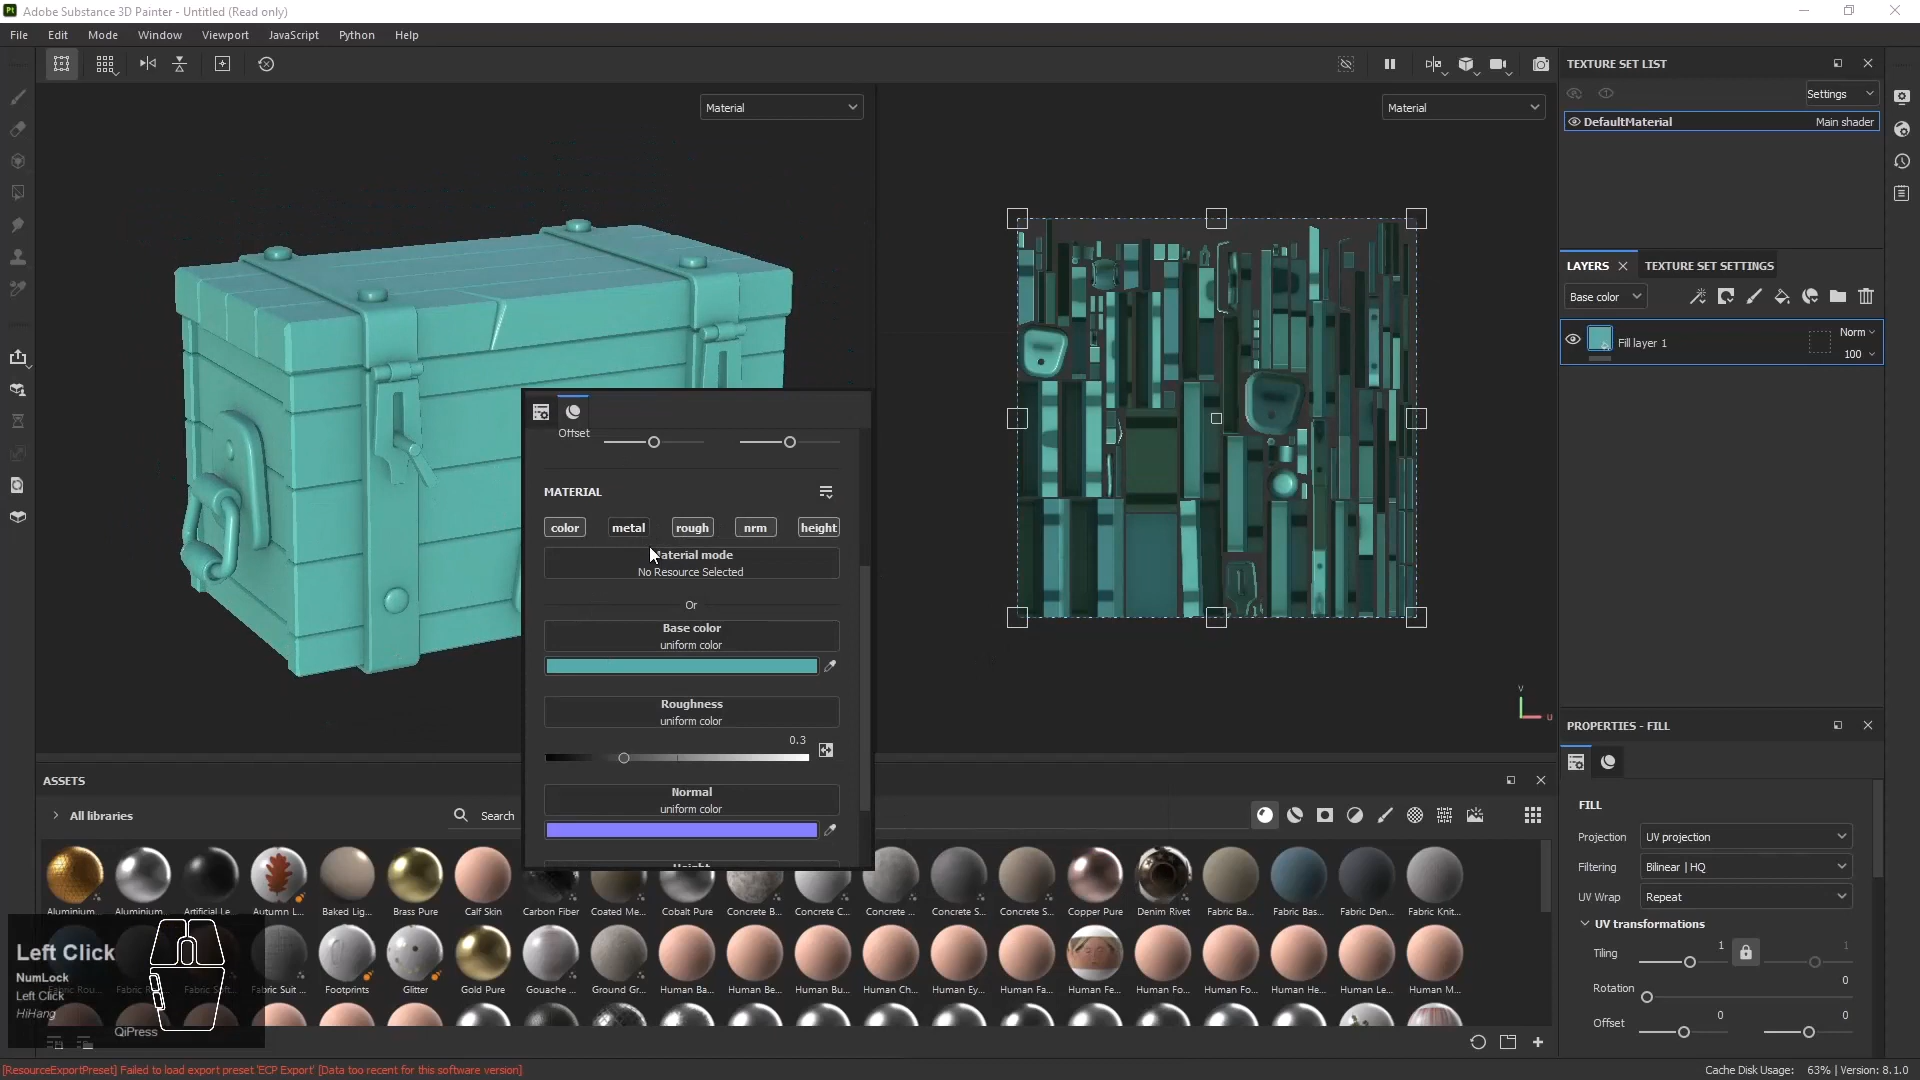 Adobe Substance 3D Painter - Untitled (Read only)
File Edit Mode Window Viewport JavaScript Python Help
Material
Material
TEXTURE SET LIST
Settings
DefaultMaterial Main shader
LAYERS TEXTURE SET SETTINGS
Base color
Fill layer 1
Norm
100
Offset
MATERIAL
color metal rough nrm height
Material mode
No Resource Selected
Or
Base color
uniform color
Roughness
uniform color
0.3
Normal
uniform color
V
U
PROPERTIES - FILL
FILL
Projection UV projection
Filtering Bilinear | HQ
UV Wrap Repeat
UV transformations
Tiling 1 1
Rotation 0
Offset 0 0
ASSETS
All libraries
Search
Aluminium... Aluminium... Artificial Le... Autumn L... Baked Lig... Brass Pure Calf Skin Carbon Fiber Coated Me... Cobalt Pure Concrete B... Concrete C... Concrete ... Concrete S... Concrete S... Copper Pure Denim Rivet Fabric Ba... Fabric Bas... Fabric Den... Fabric Knit...
Fabric Rou... Fabric Suit ... Footprints Glitter Gold Pure Gouache ... Ground Gr... Human Ba... Human Be... Human Bu... Human Ch... Human Ey... Human Fa... Human Fe... Human Fo... Human Fo... Human He... Human Le... Human M...
Left Click
NumLock
Left Click
HiHang
QiPress
[ResourceExportPreset] Failed to load export preset 'ECP Export' [Data too recent for this software version]
Cache Disk Usage: 63% | Version: 8.1.0